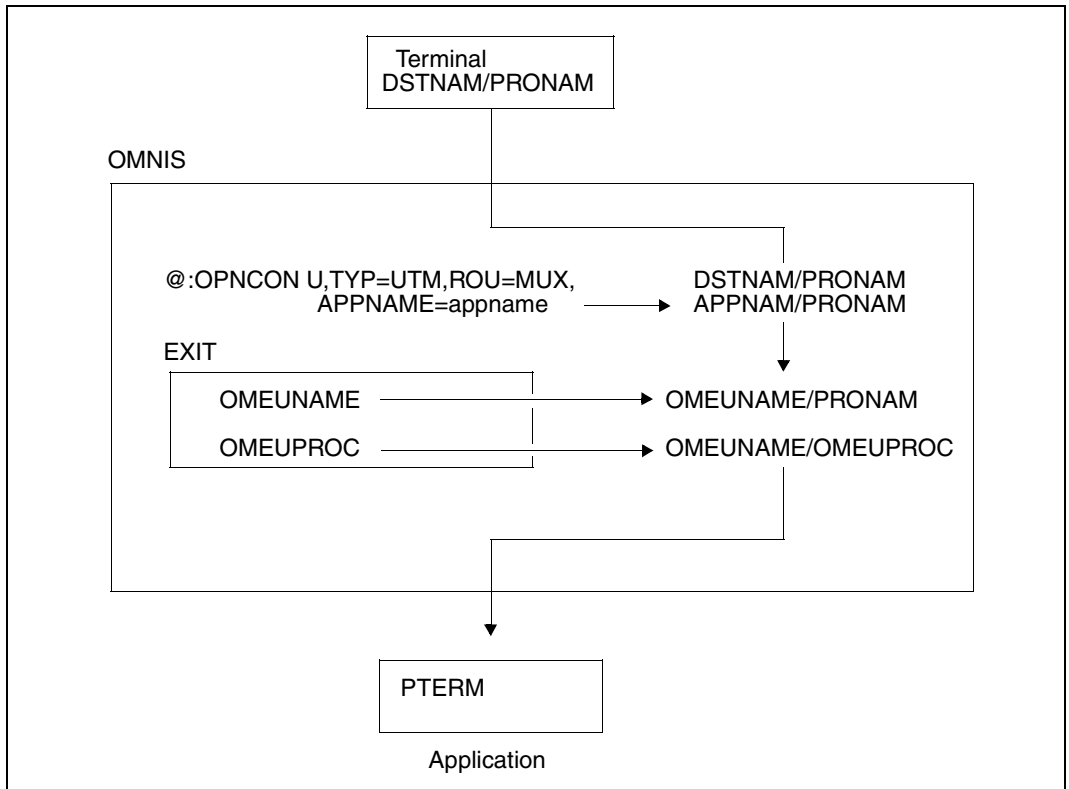 Terminal
DSTNAM/PRONAM
OMNIS
@:OPNCON U,TYP=UTM,ROU=MUX,
APPNAME=appname
DSTNAM/PRONAM
APPNAM/PRONAM
EXIT
OMEUNAME
OMEUNAME/PRONAM
OMEUPROC
OMEUNAME/OMEUPROC
PTERM
Application